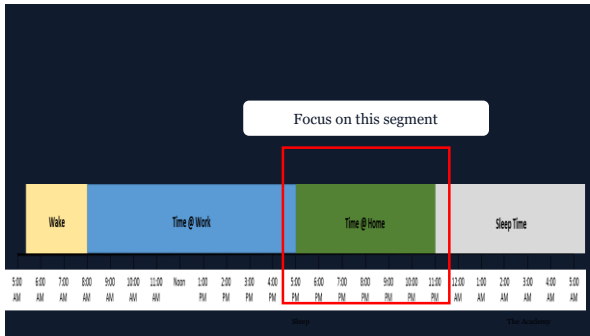 Focus on this segment
Wake Time @ Work Time @ Home Sleep Time
5:00 6:00 7:00 8:00 9:00 10:00 11:00 Noon 1:00 2:00 3:00 4:00 5:00 6:00 7:00 8:00 9:00 10:00 11:00 12:00 1:00 2:00 3:00 4:00 5:00
AM AM AM AM AM AM AM PM PM PM PM PM PM PM PM PM PM PM AM AM AM AM AM AM
Sleep The Academy